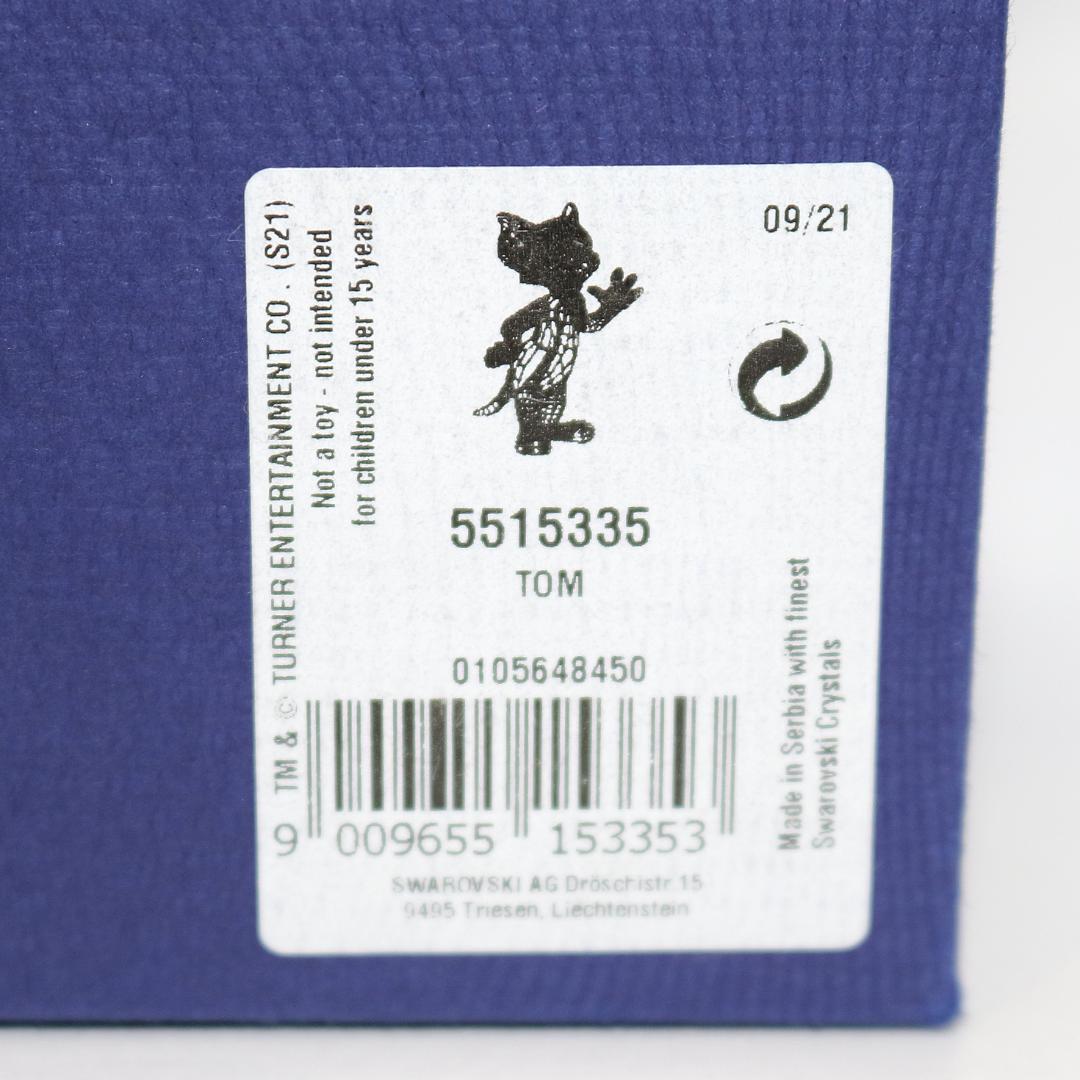 TM & © TURNER ENTERTAINMENT CO. (S21)
Not a toy - not intended
for children under 15 years
09/21
5515335
TOM
0105648450
9 009655 153353
Made in Serbia with finest
Swarovski Crystals
SWAROVSKI AG Dröschistr.15
9495 Triesen, Liechtenstein